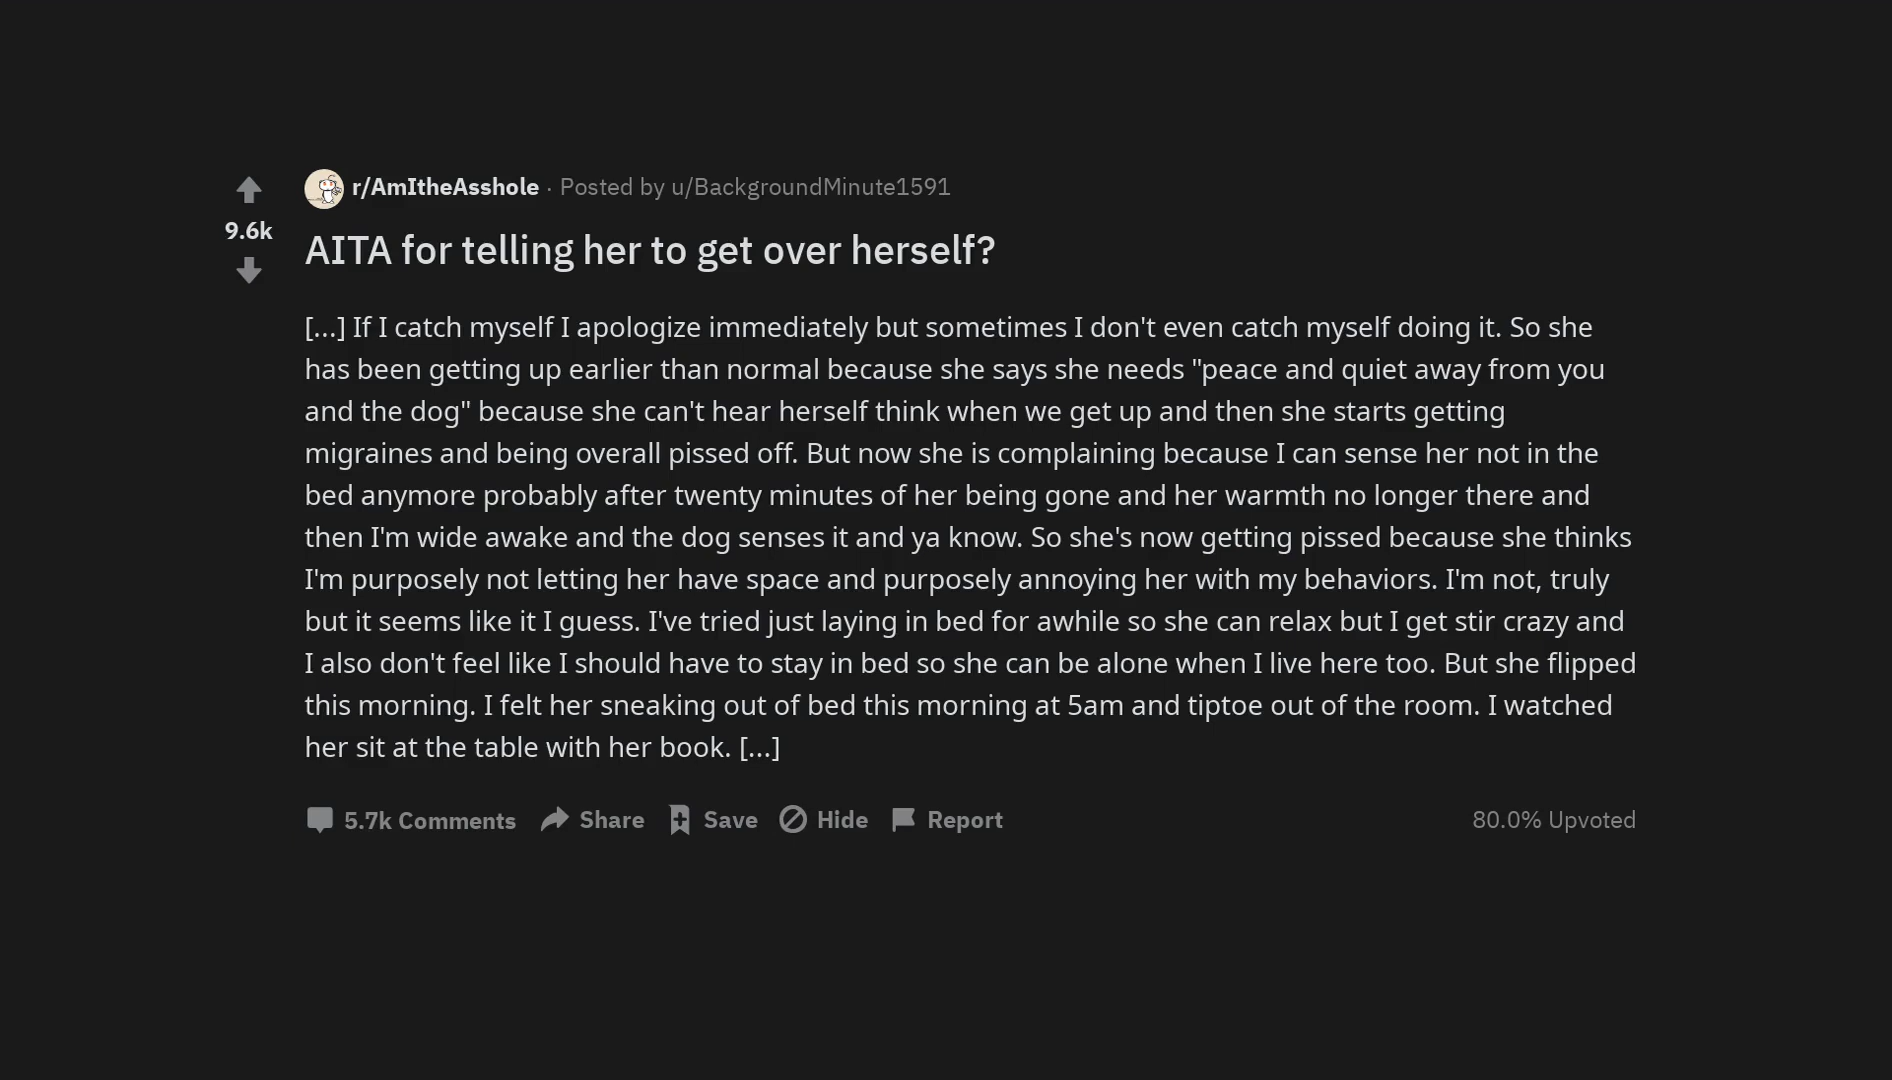 r/AmItheAsshole · Posted by u/BackgroundMinute1591
9.6k
AITA for telling her to get over herself?
[...] If I catch myself I apologize immediately but sometimes I don't even catch myself doing it. So she
has been getting up earlier than normal because she says she needs "peace and quiet away from you
and the dog" because she can't hear herself think when we get up and then she starts getting
migraines and being overall pissed off. But now she is complaining because I can sense her not in the
bed anymore probably after twenty minutes of her being gone and her warmth no longer there and
then I'm wide awake and the dog senses it and ya know. So she's now getting pissed because she thinks
I'm purposely not letting her have space and purposely annoying her with my behaviors. I'm not, truly
but it seems like it I guess. I've tried just laying in bed for awhile so she can relax but I get stir crazy and
I also don't feel like I should have to stay in bed so she can be alone when I live here too. But she flipped
this morning. I felt her sneaking out of bed this morning at 5am and tiptoe out of the room. I watched
her sit at the table with her book. [...]
5.7k Comments Share Save Hide Report 80.0% Upvoted